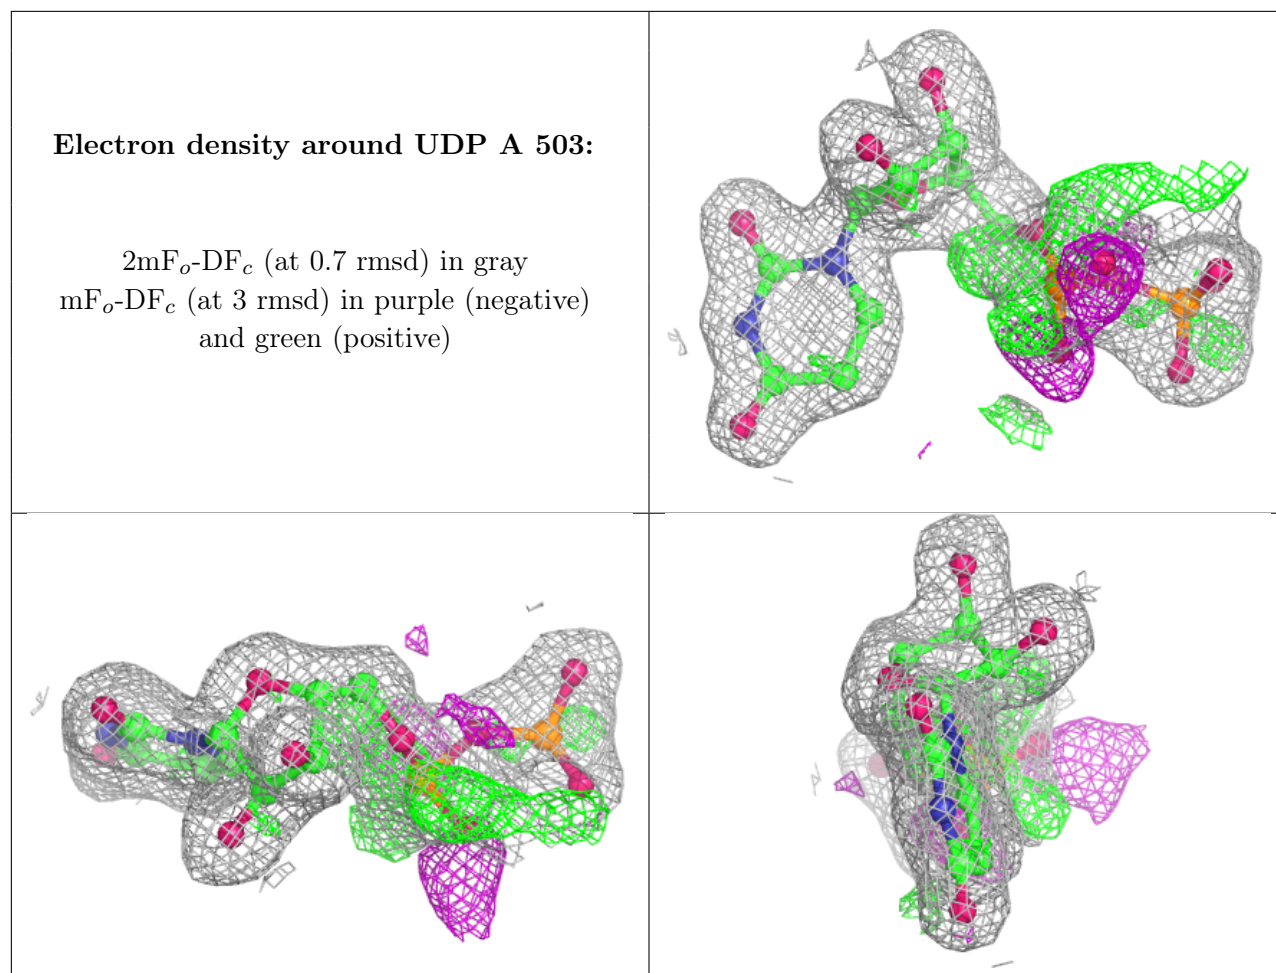 Electron density around UDP A 503:
2mFo-DFc (at 0.7 rmsd) in gray
mFo-DFc (at 3 rmsd) in purple (negative)
and green (positive)